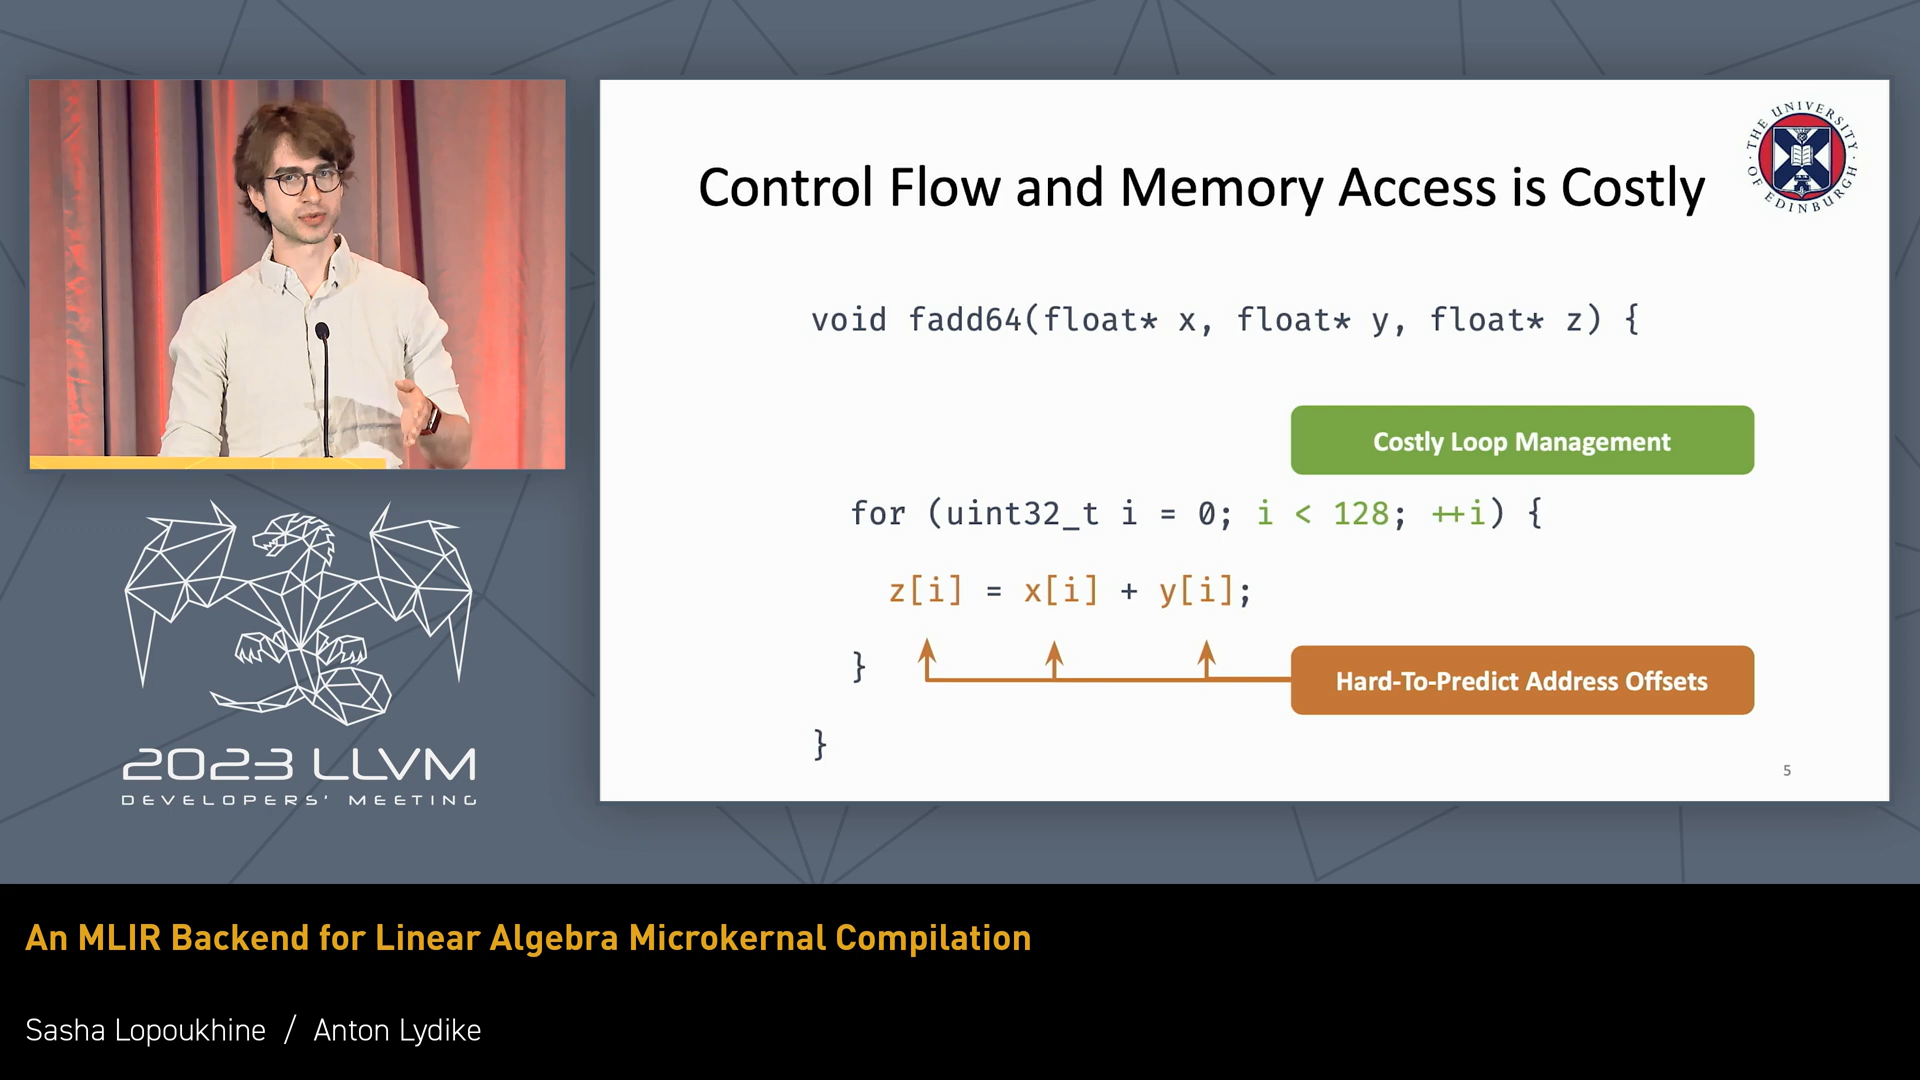 THE UNIVERSITY OF EDINBURGH
Control Flow and Memory Access is Costly
void fadd64(float* x, float* y, float* z) {
Costly Loop Management
for (uint32_t i = 0; i < 128; ++i) {
z[i] = x[i] + y[i];
}
Hard-To-Predict Address Offsets
}
5
2023 LLVM
DEVELOPERS' MEETING
An MLIR Backend for Linear Algebra Microkernal Compilation
Sasha Lopoukhine / Anton Lydike